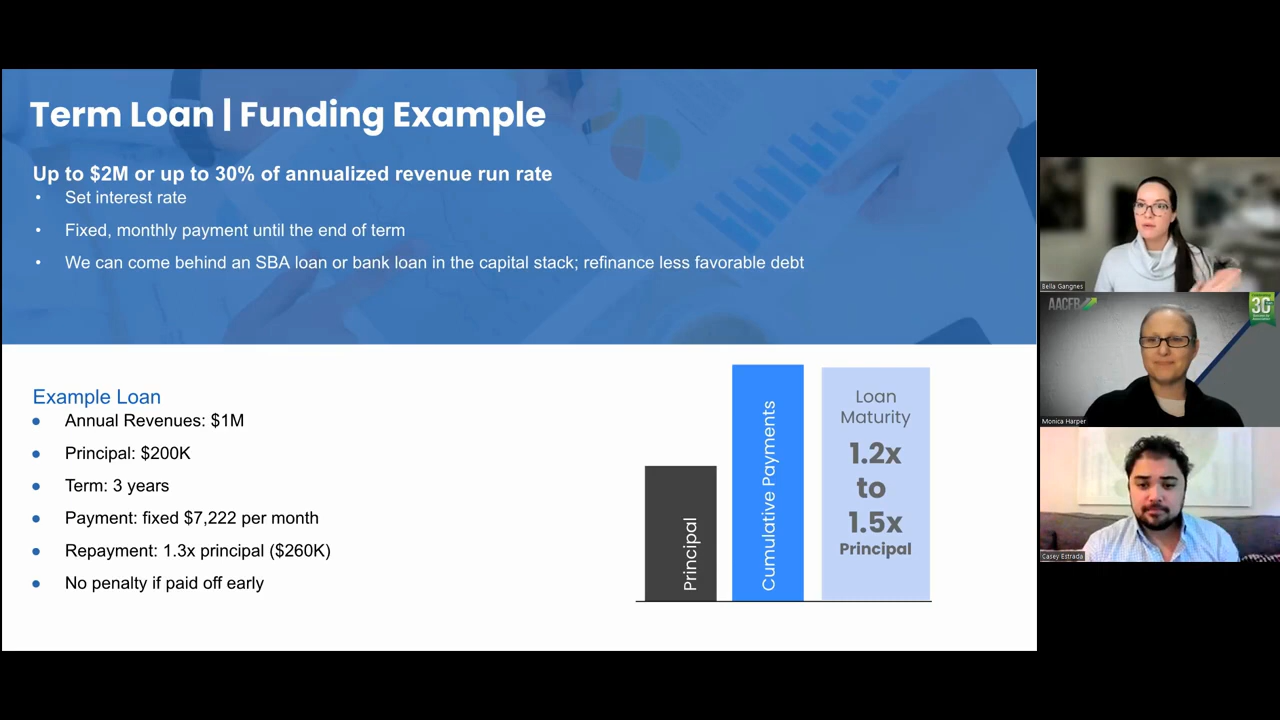 Term Loan | Funding Example
Up to $2M or up to 30% of annualized revenue run rate
• Set interest rate
• Fixed, monthly payment until the end of term
• We can come behind an SBA loan or bank loan in the capital stack; refinance less favorable debt
Example Loan
• Annual Revenues: $1M
• Principal: $200K
• Term: 3 years
• Payment: fixed $7,222 per month
• Repayment: 1.3x principal ($260K)
• No penalty if paid off early
Principal
Cumulative Payments
Loan
Maturity
1.2x
to
1.5x
Principal
Bella Gangnes
AACFB
30
Monica Harper
Casey Estrada